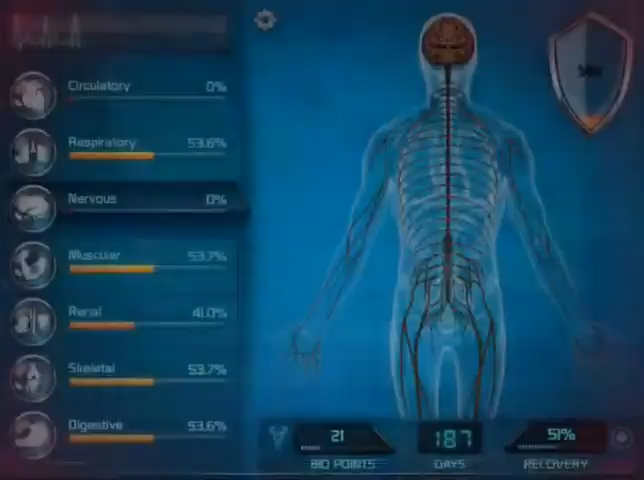 Circulatory 0%
Respiratory 53.6%
Nervous 0%
Muscular 53.7%
Renal 41.0%
Skeletal 53.7%
Digestive 53.6%
21
BIO POINTS
187
DAYS
51%
RECOVERY